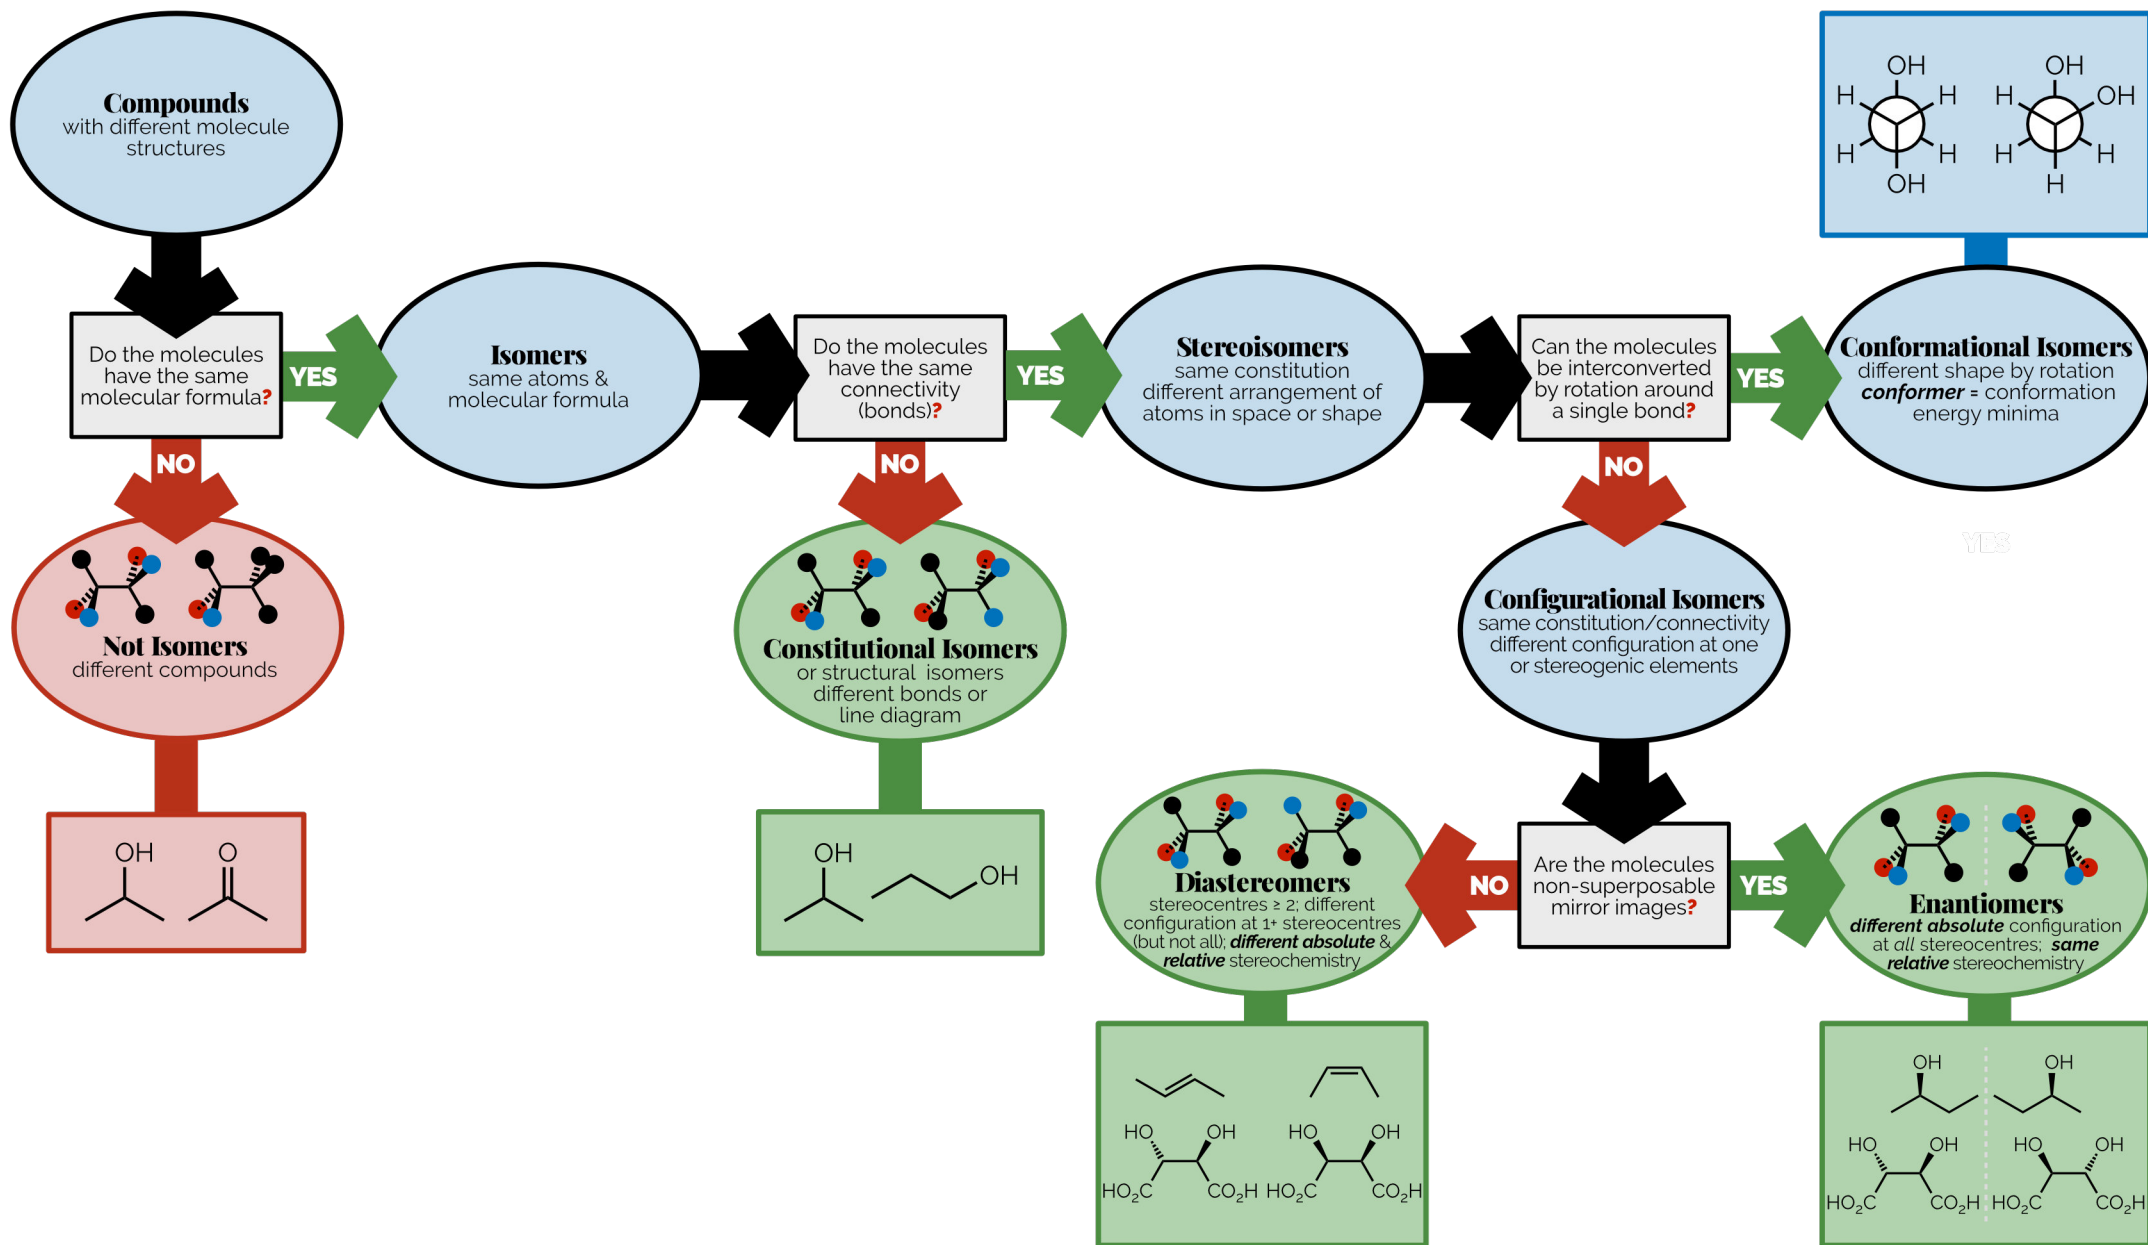 Compounds
with different molecule
structures
Do the molecules
have the same
molecular formula?
YES
NO
Isomers
same atoms &
molecular formula
Do the molecules
have the same
connectivity
(bonds)?
YES
NO
Stereoisomers
same constitution
different arrangement of
atoms in space or shape
Can the molecules
be interconverted
by rotation around
a single bond?
YES
NO
Conformational Isomers
different shape by rotation
conformer = conformation
energy minima
OH
H H
H H
OH
OH
H OH
H H
H
YES
Not Isomers
different compounds
OH
O
Constitutional Isomers
or structural isomers
different bonds or
line diagram
OH
OH
Configurational Isomers
same constitution/connectivity
different configuration at one
or stereogenic elements
Are the molecules
non-superposable
mirror images?
NO
YES
Diastereomers
stereocentres ≥ 2; different
configuration at 1+ stereocentres
(but not all); different absolute &
relative stereochemistry
HO OH
HO₂C CO₂H
HO OH
HO₂C CO₂H
Enantiomers
different absolute configuration
at all stereocentres; same
relative stereochemistry
OH
OH
HO OH
HO₂C CO₂H
HO OH
HO₂C CO₂H